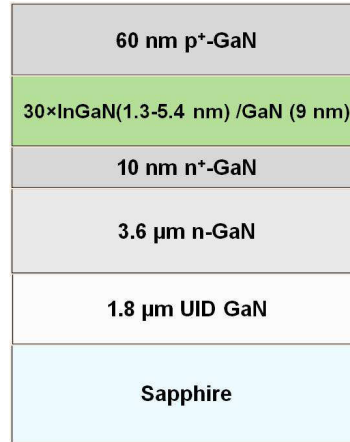 60 nm p⁺-GaN
30×InGaN(1.3-5.4 nm) /GaN (9 nm)
10 nm n⁺-GaN
3.6 µm n-GaN
1.8 µm UID GaN
Sapphire